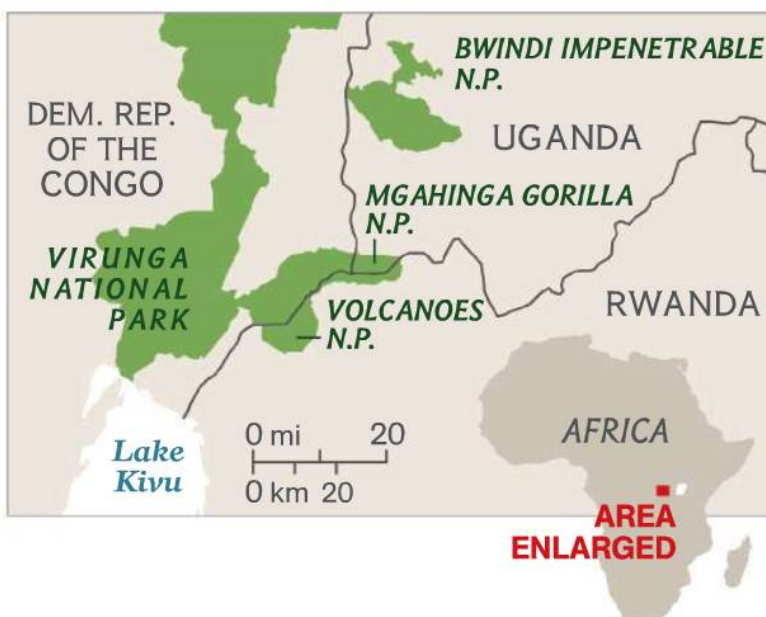 BWINDI IMPENETRABLE
N.P.
DEM. REP.
OF THE
CONGO
UGANDA
MGAHINGA GORILLA
N.P.
VIRUNGA
NATIONAL
PARK
RWANDA
VOLCANOES
N.P.
Lake
Kivu
0 mi 20
0 km 20
AFRICA
AREA
ENLARGED